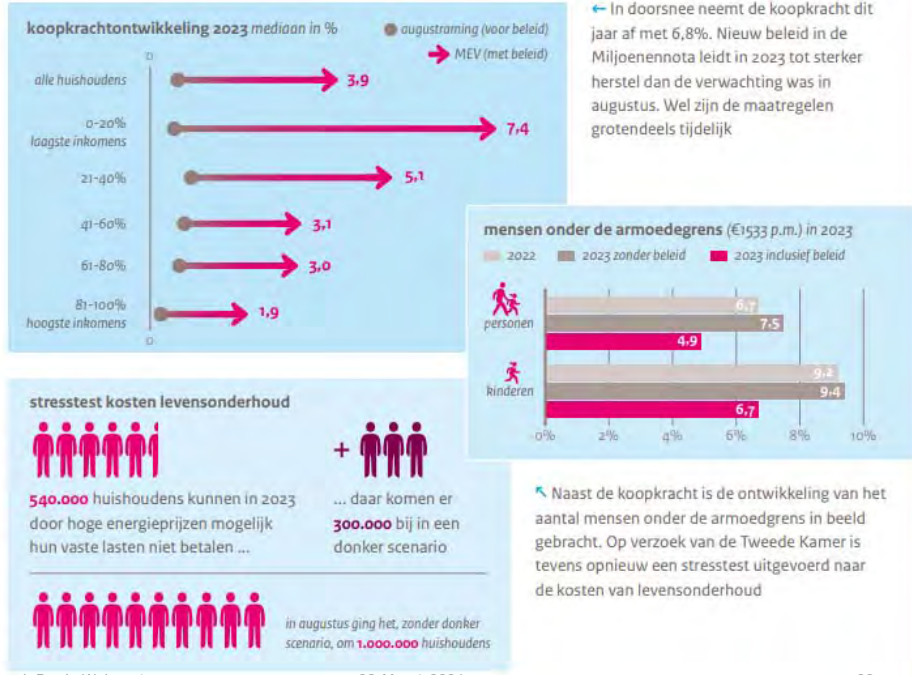 koopkrachtontwikkeling 2023 mediaan in %
augustraming (voor beleid)
MEV (met beleid)
0
alle huishoudens
3,9
0-20%
laagste inkomens
7,4
21-40%
5,1
41-60%
3,1
61-80%
3,0
81-100%
hoogste inkomens
1,9
0
← In doorsnee neemt de koopkracht dit
jaar af met 6,8%. Nieuw beleid in de
Miljoenennota leidt in 2023 tot sterker
herstel dan de verwachting was in
augustus. Wel zijn de maatregelen
grotendeels tijdelijk
mensen onder de armoedegrens (€1533 p.m.) in 2023
2022
2023 zonder beleid
2023 inclusief beleid
personen
6,7
7,5
4,9
kinderen
9,2
9,4
6,7
0% 2% 4% 6% 8% 10%
stresstest kosten levensonderhoud
+
540.000 huishoudens kunnen in 2023
door hoge energieprijzen mogelijk
hun vaste lasten niet betalen ...
... daar komen er
300.000 bij in een
donker scenario
in augustus ging het, zonder donker
scenario, om 1.000.000 huishoudens
↖ Naast de koopkracht is de ontwikkeling van het
aantal mensen onder de armoedgrens in beeld
gebracht. Op verzoek van de Tweede Kamer is
tevens opnieuw een stresstest uitgevoerd naar
de kosten van levensonderhoud